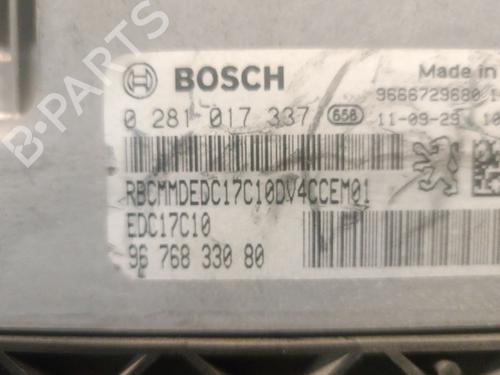 BOSCH
Made in
0 281 017 337
658
9666729680
11-09-29
10
RBCMMDEDC17C10DV4CCEM01
EDC17C10
96 768 330 80
B-PARTS